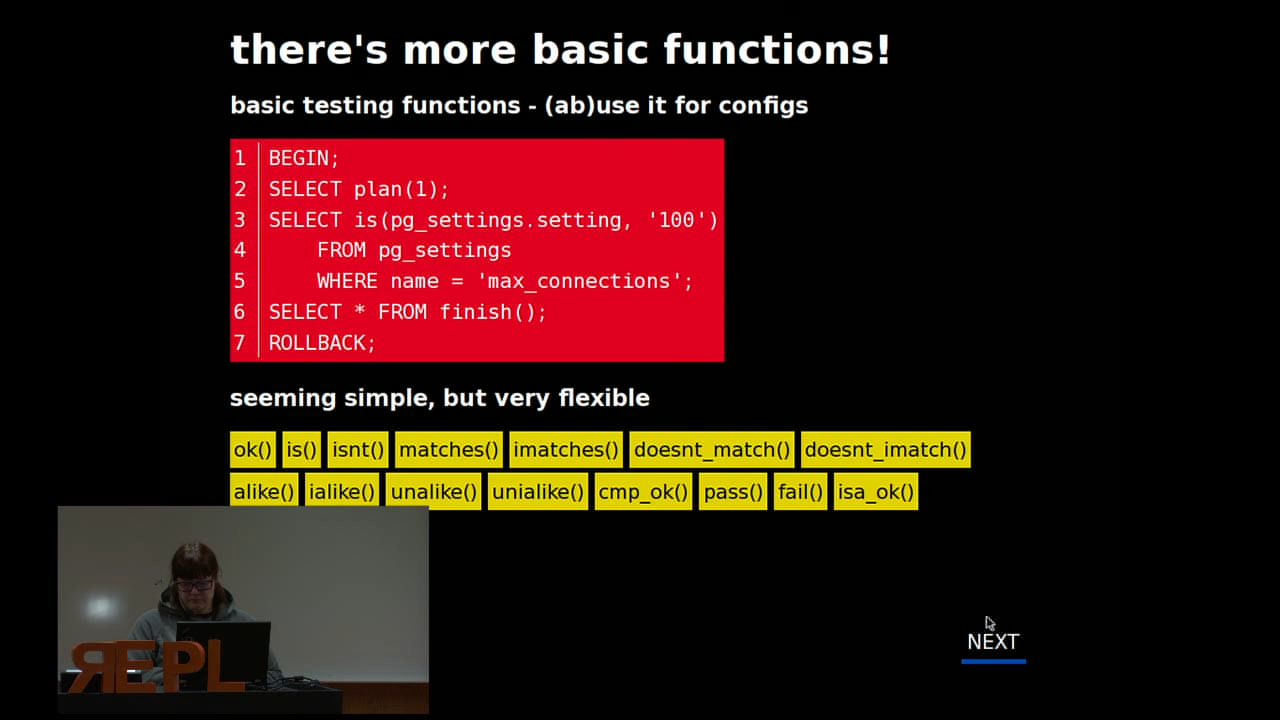 there's more basic functions!
basic testing functions - (ab)use it for configs
1 BEGIN;
2 SELECT plan(1);
3 SELECT is(pg_settings.setting, '100')
4     FROM pg_settings
5     WHERE name = 'max_connections';
6 SELECT * FROM finish();
7 ROLLBACK;
seeming simple, but very flexible
ok() is() isnt() matches() imatches() doesnt_match() doesnt_imatch()
alike() ialike() unalike() unialike() cmp_ok() pass() fail() isa_ok()
ЯEPL
NEXT